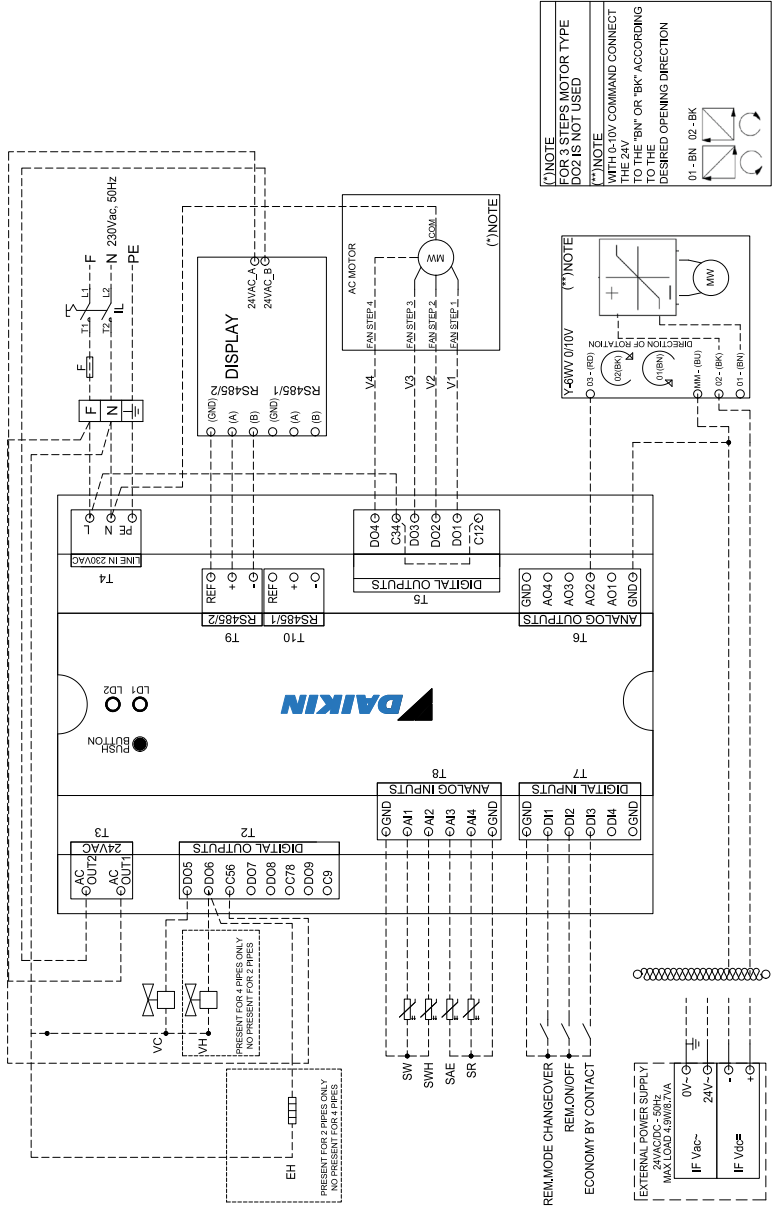 (*)NOTE
FOR 3 STEPS MOTOR TYPE
DO2 IS NOT USED
(**)NOTE
WITH 0-10V COMMAND CONNECT
THE 24V
TO THE "BN" OR "BK" ACCORDING
TO THE
DESIRED OPENING DIRECTION
01 - BN 02 - BK
F
N 230Vac, 50Hz
PE
L1
L2
T1
T2
IL
F
F
N
L
N
PE
LINE IN 230VAC
T4
24VAC_A
24VAC_B
DISPLAY
RS485/2
RS485/1
(GND)
(A)
(B)
(GND)
(A)
(B)
REF
+
-
RS485/2
T9
REF
+
-
RS485/1
T10
AC MOTOR
(*)NOTE
COM
MW
FAN STEP 4
FAN STEP 3
FAN STEP 2
FAN STEP 1
V4
V3
V2
V1
DO4
C34
DO3
DO2
DO1
C12
DIGITAL OUTPUTS
T5
Y-6WV 0/10V
(**)NOTE
DIRECTION OF ROTATION
02(BK)
01(BN)
MW
03 - (RD)
MM - (BU)
02 - (BK)
01 - (BN)
GND
AO4
AO3
AO2
AO1
GND
ANALOG OUTPUTS
T6
LD2
LD1
PUSH
BUTTON
DAIKIN
T3
24VAC
AC
OUT2
AC
OUT1
T2
DIGITAL OUTPUTS
DO5
DO6
C56
DO7
DO8
C78
DO9
C9
T8
ANALOG INPUTS
GND
AI1
AI2
AI3
AI4
GND
T7
DIGITAL INPUTS
GND
DI1
DI2
DI3
DI4
GND
VC
VH
PRESENT FOR 4 PIPES ONLY
NO PRESENT FOR 2 PIPES
EH
PRESENT FOR 2 PIPES ONLY
NO PRESENT FOR 4 PIPES
SW
SWH
SAE
SR
REM.MODE CHANGEOVER
REM.ON/OFF
ECONOMY BY CONTACT
EXTERNAL POWER SUPPLY
24VAC/DC - 50Hz
MAX LOAD 4.9W/8.7VA
IF Vac~
0V~
24V~
IF Vdc=
-
+